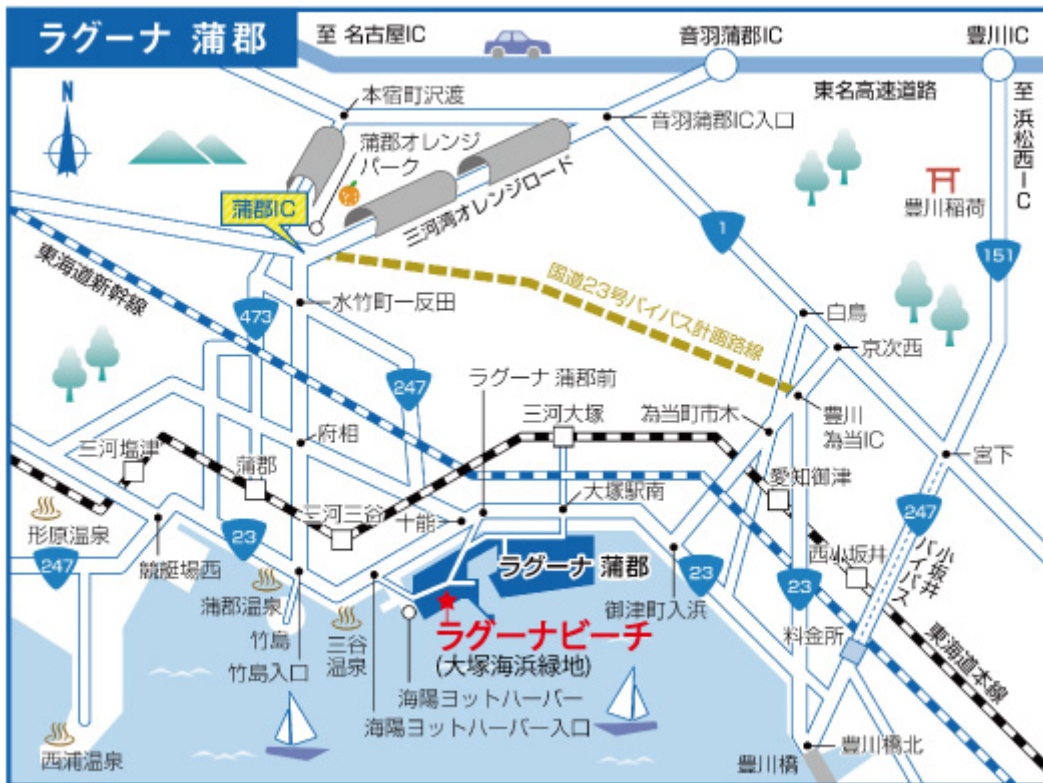 ラグーナ 蒲郡
至 名古屋IC
音羽蒲郡IC
豊川IC
東名高速道路
至 浜松西IC
N
本宿町沢渡
音羽蒲郡IC入口
蒲郡オレンジ
パーク
三河湾オレンジロード
蒲郡IC
豊川稲荷
1
151
東海道新幹線
国道23号バイパス計画路線
473
水竹町一反田
白鳥
京次西
247
ラグーナ 蒲郡前
三河大塚
為当町市木
豊川
為当IC
府相
宮下
三河塩津
蒲郡
愛知御津
大塚駅南
三河三谷
十能
形原温泉
247
競艇場西
23
ラグーナ 蒲郡
西小坂井
247
小坂井
バイパス
蒲郡温泉
竹島
竹島入口
三谷
温泉
ラグーナビーチ
(大塚海浜緑地)
御津町入浜
23
23
料金所
東海道本線
海陽ヨットハーバー
海陽ヨットハーバー入口
西浦温泉
豊川橋
豊川橋北